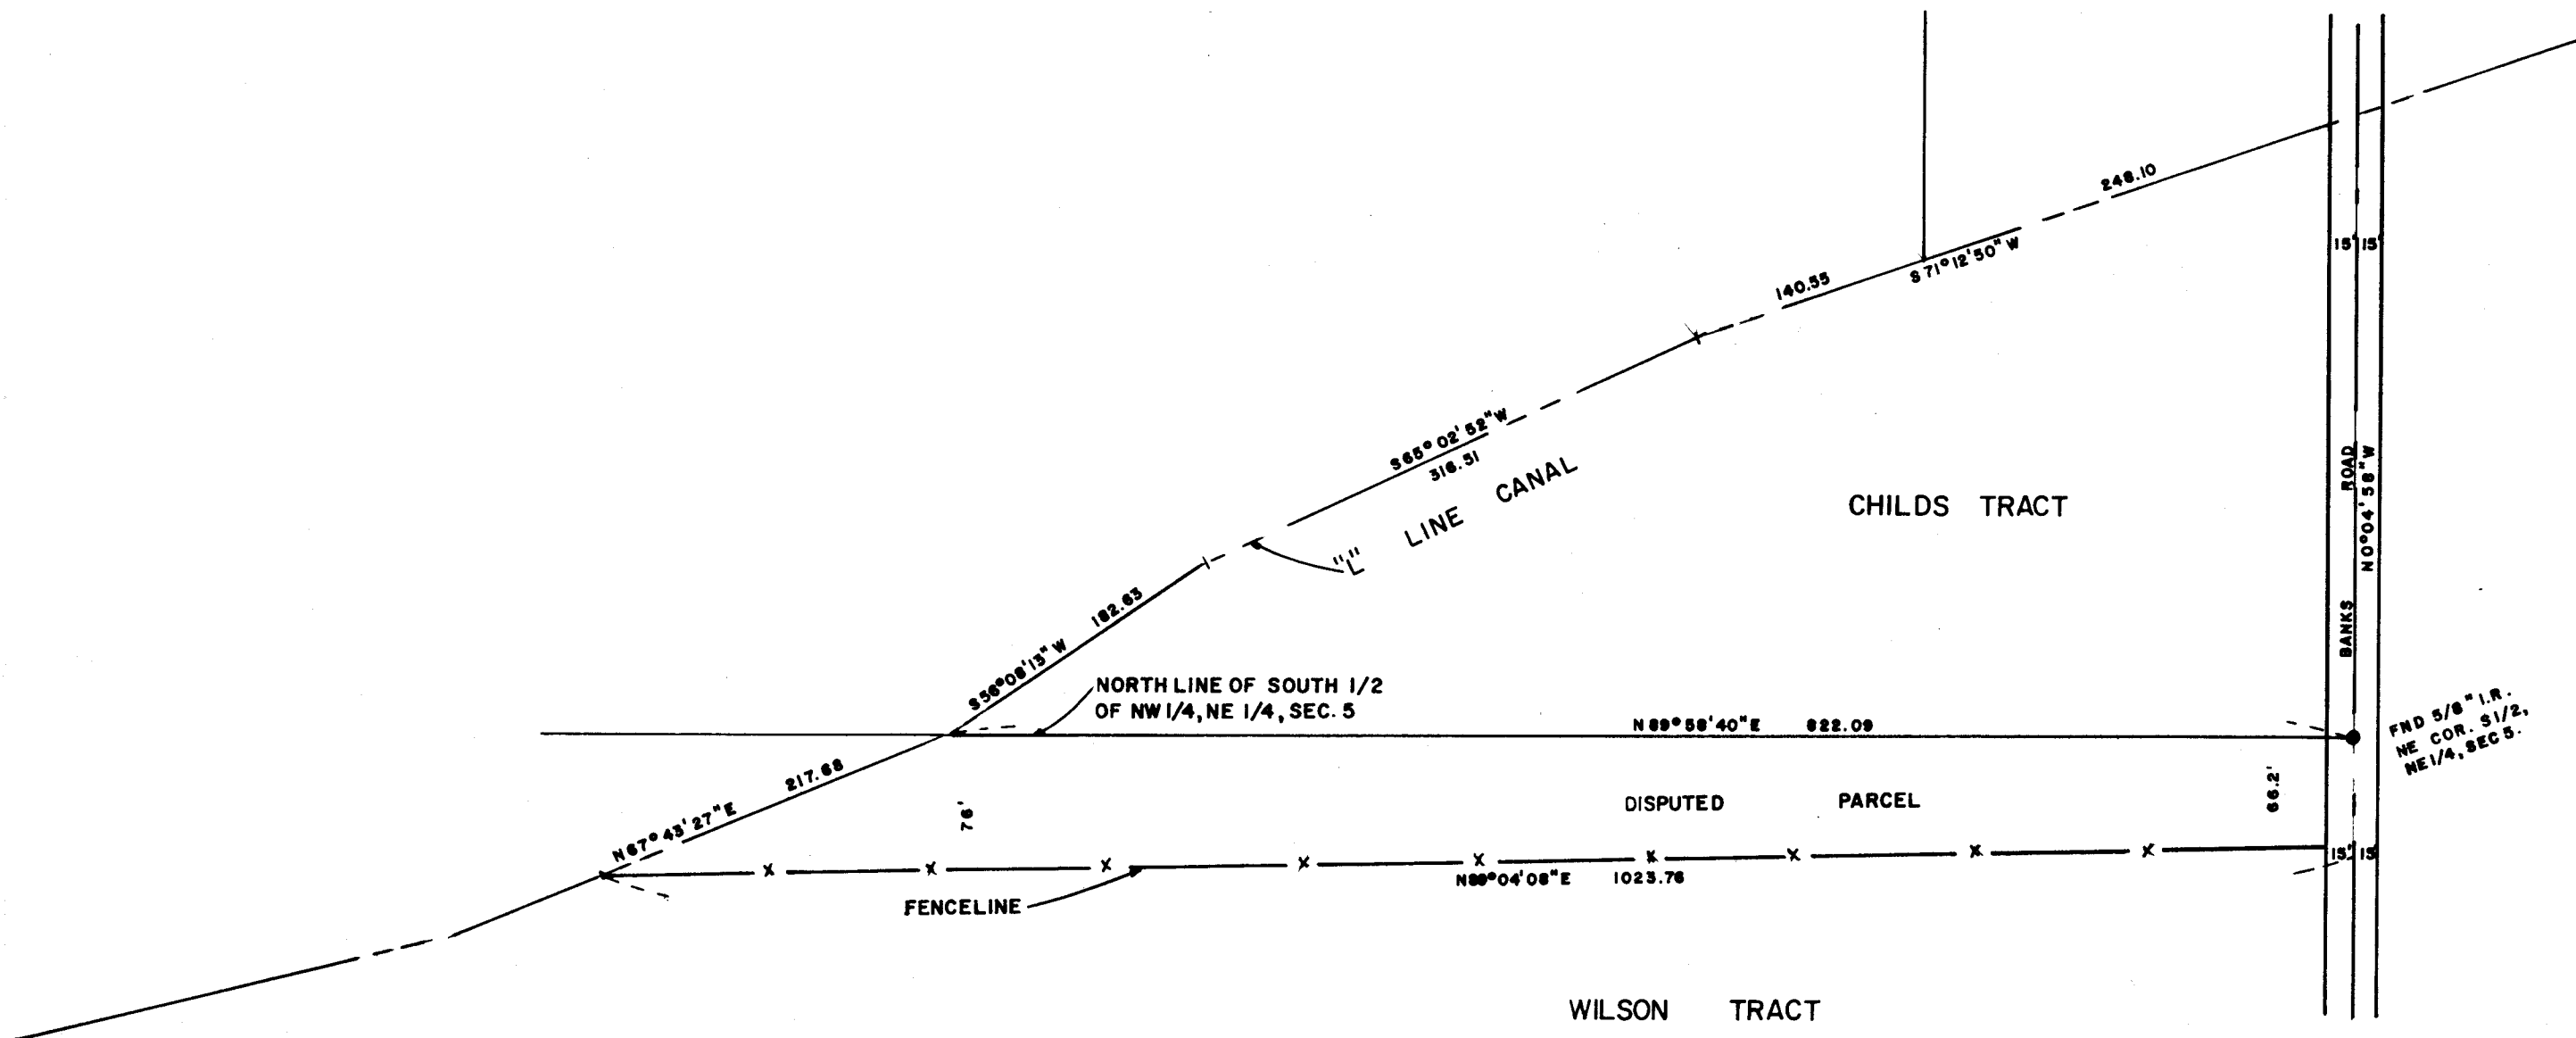 248.10
15' 15'
S 71° 12' 50" W
140.55
S 65° 02' 52" W
316.51
"L" LINE CANAL
CHILDS TRACT
BANKS ROAD
N 0° 04' 58" W
182.63
S 56° 08' 13" W
NORTH LINE OF SOUTH 1/2
OF NW 1/4, NE 1/4, SEC. 5
N 89° 58' 40" E 822.09
FND 5/8" I.R.
NE COR. S 1/2,
NE 1/4, SEC 5.
217.68
N 67° 43' 27" E
76'
66.2'
DISPUTED PARCEL
15' 15'
N 89° 04' 08" E 1023.76
FENCELINE
WILSON TRACT